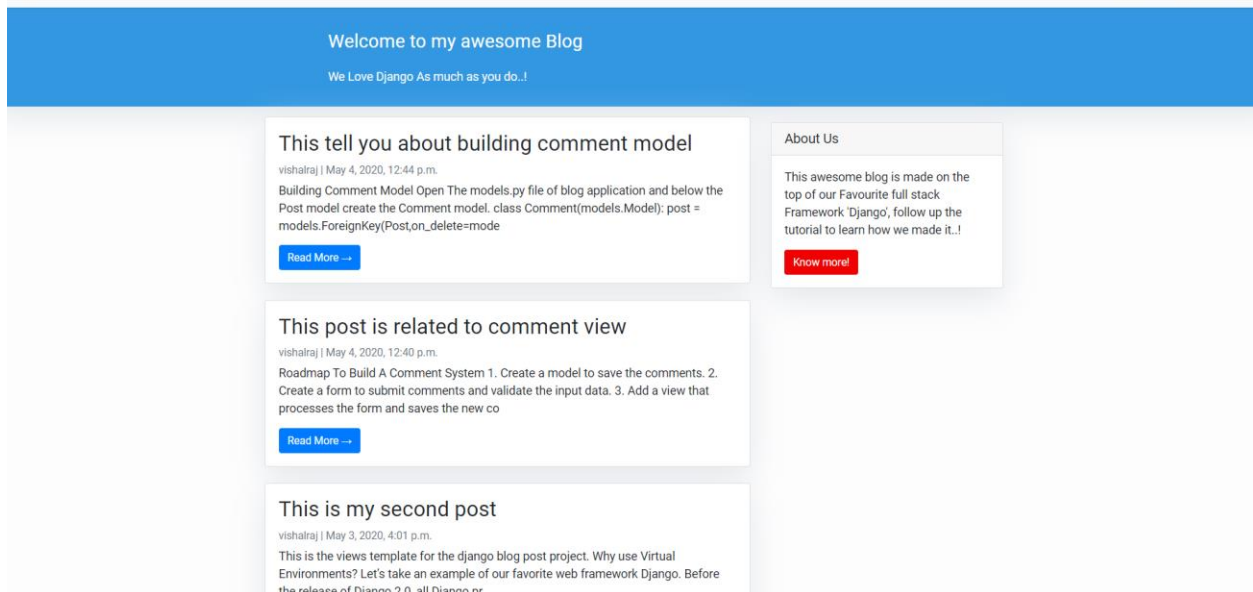 Welcome to my awesome Blog
We Love Django As much as you do..!
This tell you about building comment model
vishalraj | May 4, 2020, 12:44 p.m.
Building Comment Model Open The models.py file of blog application and below the
Post model create the Comment model. class Comment(models.Model): post =
models.ForeignKey(Post,on_delete=mode
Read More →
This post is related to comment view
vishalraj | May 4, 2020, 12:40 p.m.
Roadmap To Build A Comment System 1. Create a model to save the comments. 2.
Create a form to submit comments and validate the input data. 3. Add a view that
processes the form and saves the new co
Read More →
This is my second post
vishalraj | May 3, 2020, 4:01 p.m.
This is the views template for the django blog post project. Why use Virtual
Environments? Let's take an example of our favorite web framework Django. Before
the release of Django 2.0, all Django pr
About Us
This awesome blog is made on the
top of our Favourite full stack
Framework 'Django', follow up the
tutorial to learn how we made it..!
Know more!